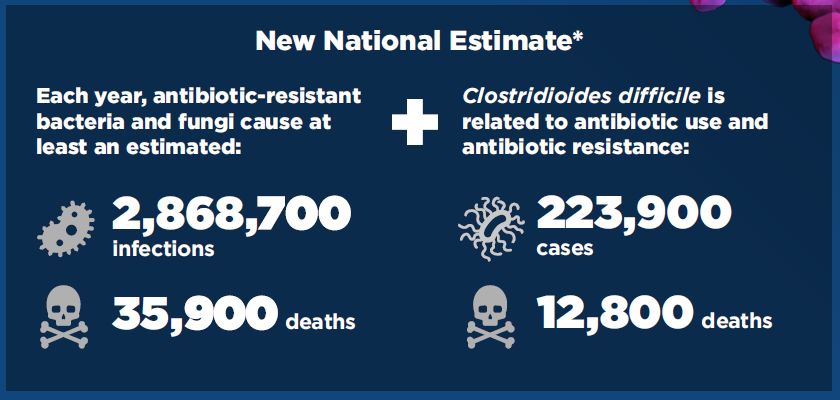 New National Estimate*
Each year, antibiotic-resistant
bacteria and fungi cause at
least an estimated:
2,868,700
infections
35,900 deaths
Clostridioides difficile is
related to antibiotic use and
antibiotic resistance:
223,900
cases
12,800 deaths